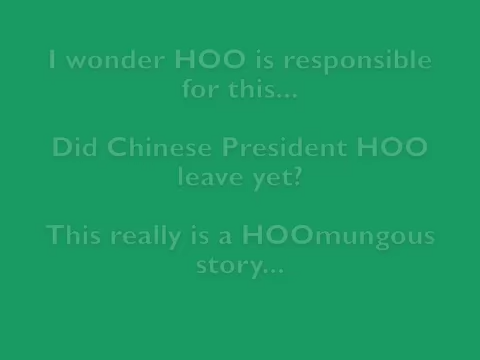 I wonder HOO is responsible
for this...
Did Chinese President HOO
leave yet?
This really is a HOOmungous
story...